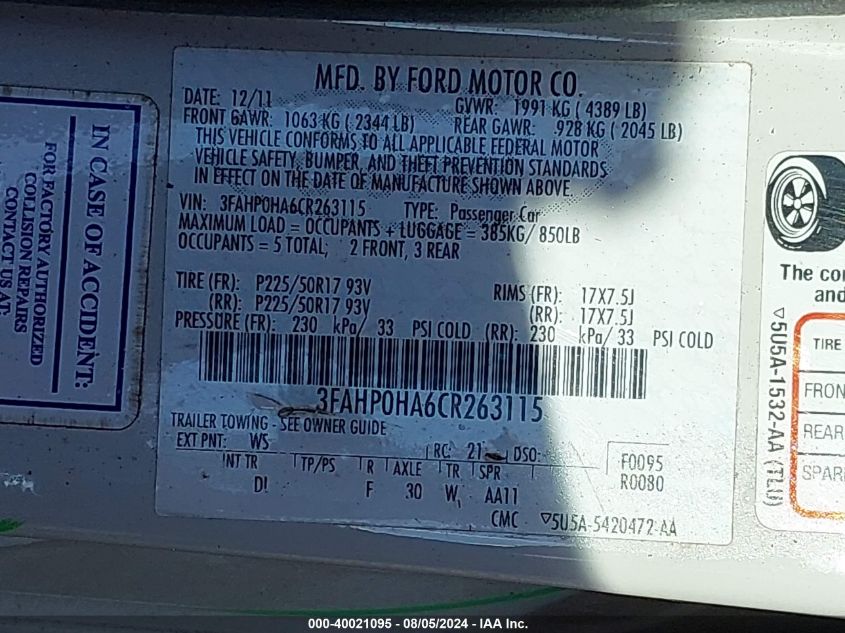 MFD. BY FORD MOTOR CO.
DATE: 12/11 GVWR: 1991 KG ( 4389 LB)
FRONT GAWR: 1063 KG ( 2344 LB) REAR GAWR: 928 KG ( 2045 LB)
THIS VEHICLE CONFORMS TO ALL APPLICABLE FEDERAL MOTOR
VEHICLE SAFETY, BUMPER, AND THEFT PREVENTION STANDARDS
IN EFFECT ON THE DATE OF MANUFACTURE SHOWN ABOVE.
VIN: 3FAHP0HA6CR263115 TYPE: Passenger Car
MAXIMUM LOAD = OCCUPANTS + LUGGAGE = 385KG/ 850LB
OCCUPANTS = 5 TOTAL; 2 FRONT, 3 REAR
TIRE (FR): P225/50R17 93V RIMS (FR): 17X7.5J
(RR): P225/50R17 93V (RR): 17X7.5J
PRESSURE (FR): 230 kPa/ 33 PSI COLD (RR): 230 kPa/ 33 PSI COLD
3FAHP0HA6CR263115
TRAILER TOWING - SEE OWNER GUIDE
EXT PNT: WS RC: 21 DSO: F0095
INT TR TP/PS R AXLE TR SPR R0080
DI F 30 W AA11
CMC ▽5U5A-5420472-AA
IN CASE OF ACCIDENT:
FOR FACTORY AUTHORIZED
COLLISION REPAIRS
CONTACT US AT:
The co
and
TIRE
FRON
REAR
SPAR
▽5U5A-1532-AA (TLU)
000-40021095 - 08/05/2024 - IAA Inc.